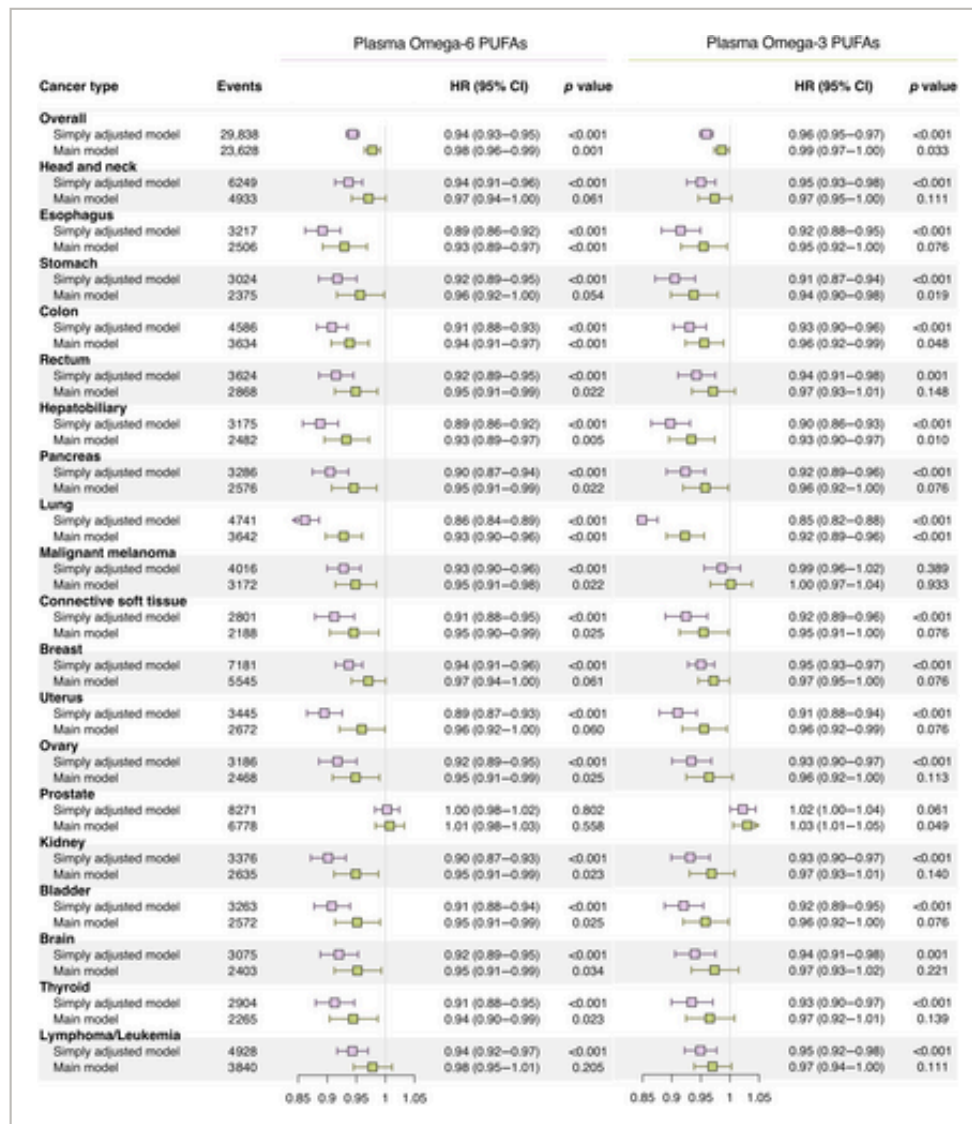 Plasma Omega-6 PUFAs Plasma Omega-3 PUFAs
Cancer type Events HR (95% CI) p value HR (95% CI) p value
Overall
Simply adjusted model 29,838 0.94 (0.93–0.95) <0.001 0.96 (0.95–0.97) <0.001
Main model 23,628 0.98 (0.96–0.99) 0.001 0.99 (0.97–1.00) 0.033
Head and neck
Simply adjusted model 6249 0.94 (0.91–0.96) <0.001 0.95 (0.93–0.98) <0.001
Main model 4933 0.97 (0.94–1.00) 0.061 0.97 (0.95–1.00) 0.111
Esophagus
Simply adjusted model 3217 0.89 (0.86–0.92) <0.001 0.92 (0.88–0.95) <0.001
Main model 2506 0.93 (0.89–0.97) <0.001 0.95 (0.92–1.00) 0.076
Stomach
Simply adjusted model 3024 0.92 (0.89–0.95) <0.001 0.91 (0.87–0.94) <0.001
Main model 2375 0.96 (0.92–1.00) 0.054 0.94 (0.90–0.98) 0.019
Colon
Simply adjusted model 4586 0.91 (0.88–0.93) <0.001 0.93 (0.90–0.96) <0.001
Main model 3634 0.94 (0.91–0.97) <0.001 0.96 (0.92–0.99) 0.048
Rectum
Simply adjusted model 3624 0.92 (0.89–0.95) <0.001 0.94 (0.91–0.98) 0.001
Main model 2868 0.95 (0.91–0.99) 0.022 0.97 (0.93–1.01) 0.148
Hepatobiliary
Simply adjusted model 3175 0.89 (0.86–0.92) <0.001 0.90 (0.86–0.93) <0.001
Main model 2482 0.93 (0.89–0.97) 0.005 0.93 (0.90–0.97) 0.010
Pancreas
Simply adjusted model 3286 0.90 (0.87–0.94) <0.001 0.92 (0.89–0.96) <0.001
Main model 2576 0.95 (0.91–0.99) 0.022 0.96 (0.92–1.00) 0.076
Lung
Simply adjusted model 4741 0.86 (0.84–0.89) <0.001 0.85 (0.82–0.88) <0.001
Main model 3642 0.93 (0.90–0.96) <0.001 0.92 (0.89–0.96) <0.001
Malignant melanoma
Simply adjusted model 4016 0.93 (0.90–0.96) <0.001 0.99 (0.96–1.02) 0.389
Main model 3172 0.95 (0.91–0.98) 0.022 1.00 (0.97–1.04) 0.933
Connective soft tissue
Simply adjusted model 2801 0.91 (0.88–0.95) <0.001 0.92 (0.89–0.96) <0.001
Main model 2188 0.95 (0.90–0.99) 0.025 0.95 (0.91–1.00) 0.076
Breast
Simply adjusted model 7181 0.94 (0.91–0.96) <0.001 0.95 (0.93–0.97) <0.001
Main model 5545 0.97 (0.94–1.00) 0.061 0.97 (0.95–1.00) 0.076
Uterus
Simply adjusted model 3445 0.89 (0.87–0.93) <0.001 0.91 (0.88–0.94) <0.001
Main model 2672 0.96 (0.92–1.00) 0.060 0.96 (0.92–0.99) 0.076
Ovary
Simply adjusted model 3186 0.92 (0.89–0.95) <0.001 0.93 (0.90–0.97) <0.001
Main model 2468 0.95 (0.91–0.99) 0.025 0.96 (0.92–1.00) 0.113
Prostate
Simply adjusted model 8271 1.00 (0.98–1.02) 0.802 1.02 (1.00–1.04) 0.061
Main model 6778 1.01 (0.98–1.03) 0.558 1.03 (1.01–1.05) 0.049
Kidney
Simply adjusted model 3376 0.90 (0.87–0.93) <0.001 0.93 (0.90–0.97) <0.001
Main model 2635 0.95 (0.91–0.99) 0.023 0.97 (0.93–1.01) 0.140
Bladder
Simply adjusted model 3263 0.91 (0.88–0.94) <0.001 0.92 (0.89–0.95) <0.001
Main model 2572 0.95 (0.91–0.99) 0.025 0.96 (0.92–1.00) 0.076
Brain
Simply adjusted model 3075 0.92 (0.89–0.95) <0.001 0.94 (0.91–0.98) 0.001
Main model 2403 0.95 (0.91–0.99) 0.034 0.97 (0.93–1.02) 0.221
Thyroid
Simply adjusted model 2904 0.91 (0.88–0.95) <0.001 0.93 (0.90–0.97) <0.001
Main model 2265 0.94 (0.90–0.99) 0.023 0.97 (0.92–1.01) 0.139
Lymphoma/Leukemia
Simply adjusted model 4928 0.94 (0.92–0.97) <0.001 0.95 (0.92–0.98) <0.001
Main model 3840 0.98 (0.95–1.01) 0.205 0.97 (0.94–1.00) 0.111
0.85 0.9 0.95 1 1.05 0.85 0.9 0.95 1 1.05